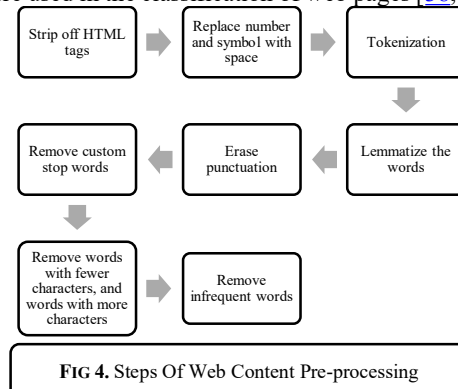 are used in the classification of web pages [56,
Strip off HTML
tags
Replace number
and symbol with
space
Tokenization
Lemmatize the
words
Erase
punctuation
Remove custom
stop words
Remove words
with fewer
characters, and
words with more
characters
Remove
infrequent words
FIG 4. Steps Of Web Content Pre-processing